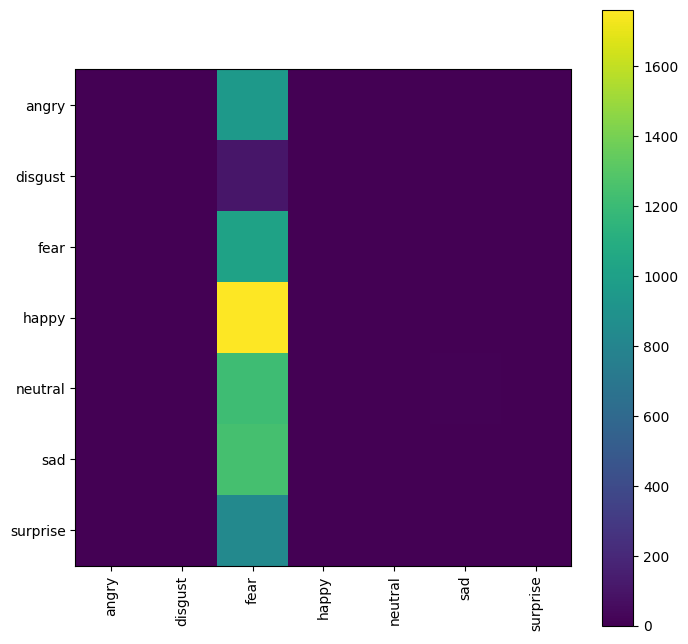 angry
disgust
fear
happy
neutral
sad
surprise
angry
disgust
fear
happy
neutral
sad
surprise
1600
1400
1200
1000
800
600
400
200
0